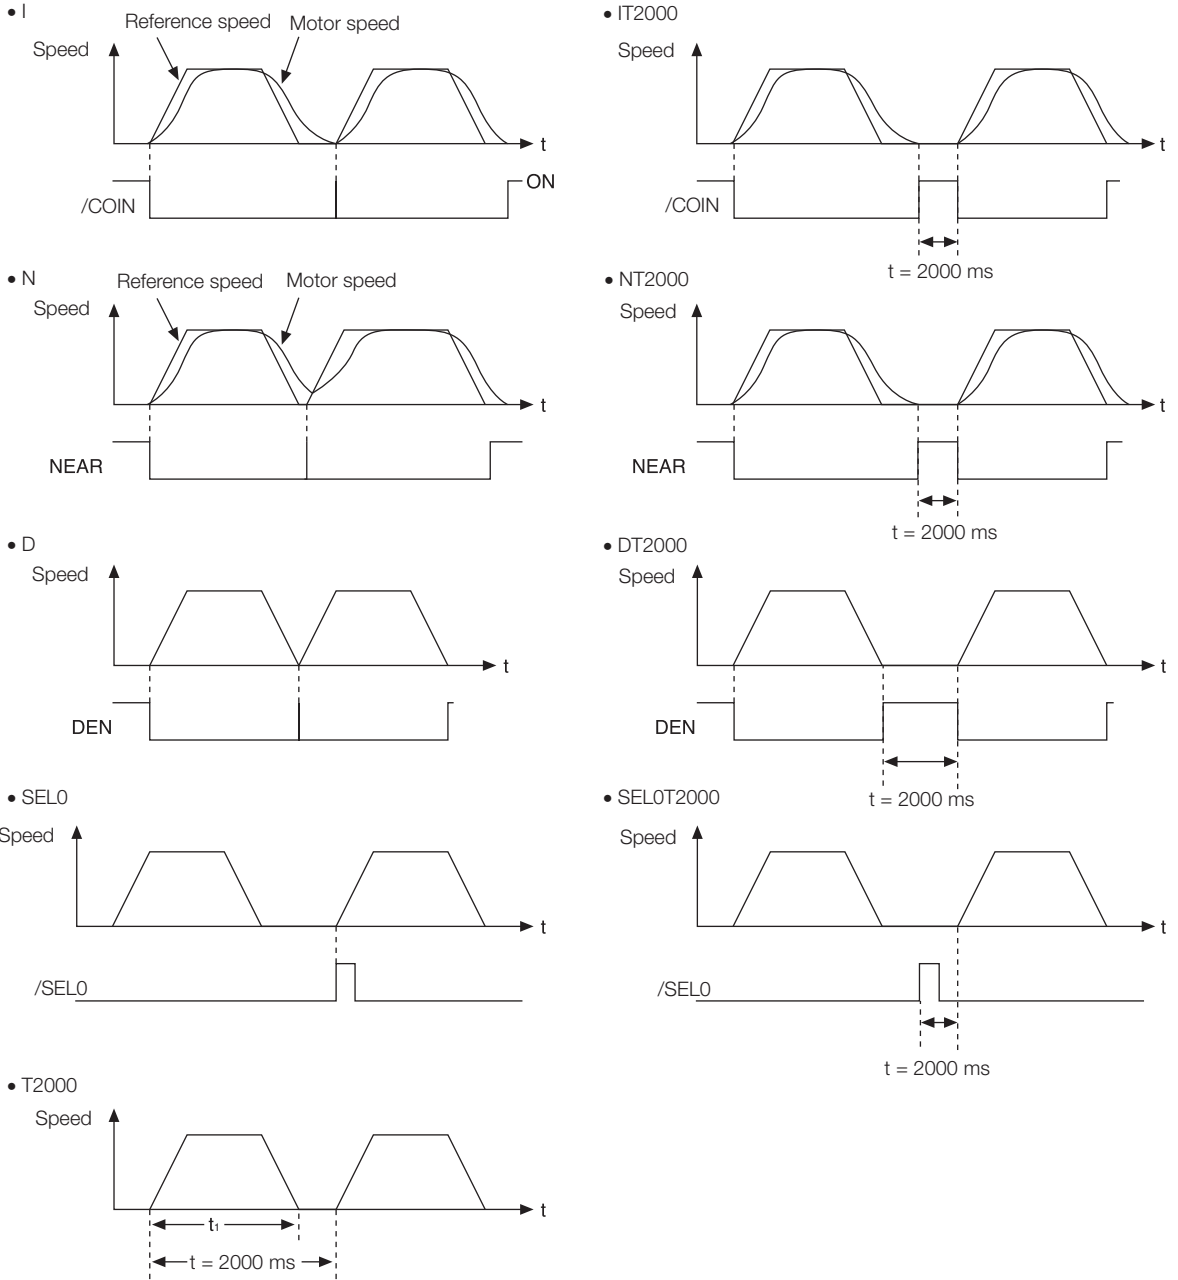 • I
Reference speed
Motor speed
Speed
t
/COIN
ON
• IT2000
Speed
t
/COIN
t = 2000 ms
• N
Reference speed
Motor speed
Speed
t
NEAR
• NT2000
Speed
t
NEAR
t = 2000 ms
• D
Speed
t
DEN
• DT2000
Speed
t
DEN
t = 2000 ms
• SEL0
Speed
t
/SEL0
• SEL0T2000
Speed
t
/SEL0
t = 2000 ms
• T2000
Speed
t
t₁
t = 2000 ms